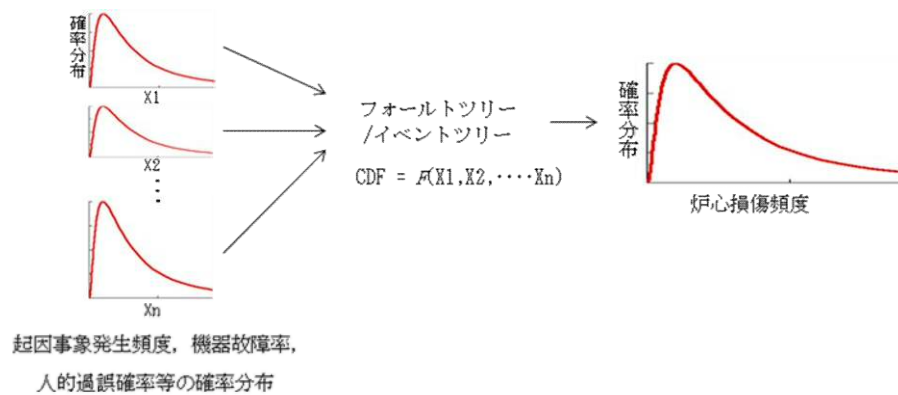 確率分布
X1
X2
Xn
起因事象発生頻度，機器故障率，
人的過誤確率等の確率分布
フォールトツリー
/イベントツリー
CDF = F(X1,X2,････Xn)
確率分布
炉心損傷頻度